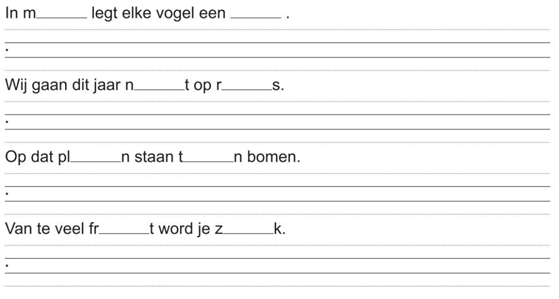 In m______ legt elke vogel een ______ .
.
Wij gaan dit jaar n______t op r______s.
.
Op dat pl______n staan t______n bomen.
.
Van te veel fr______t word je z______k.
.